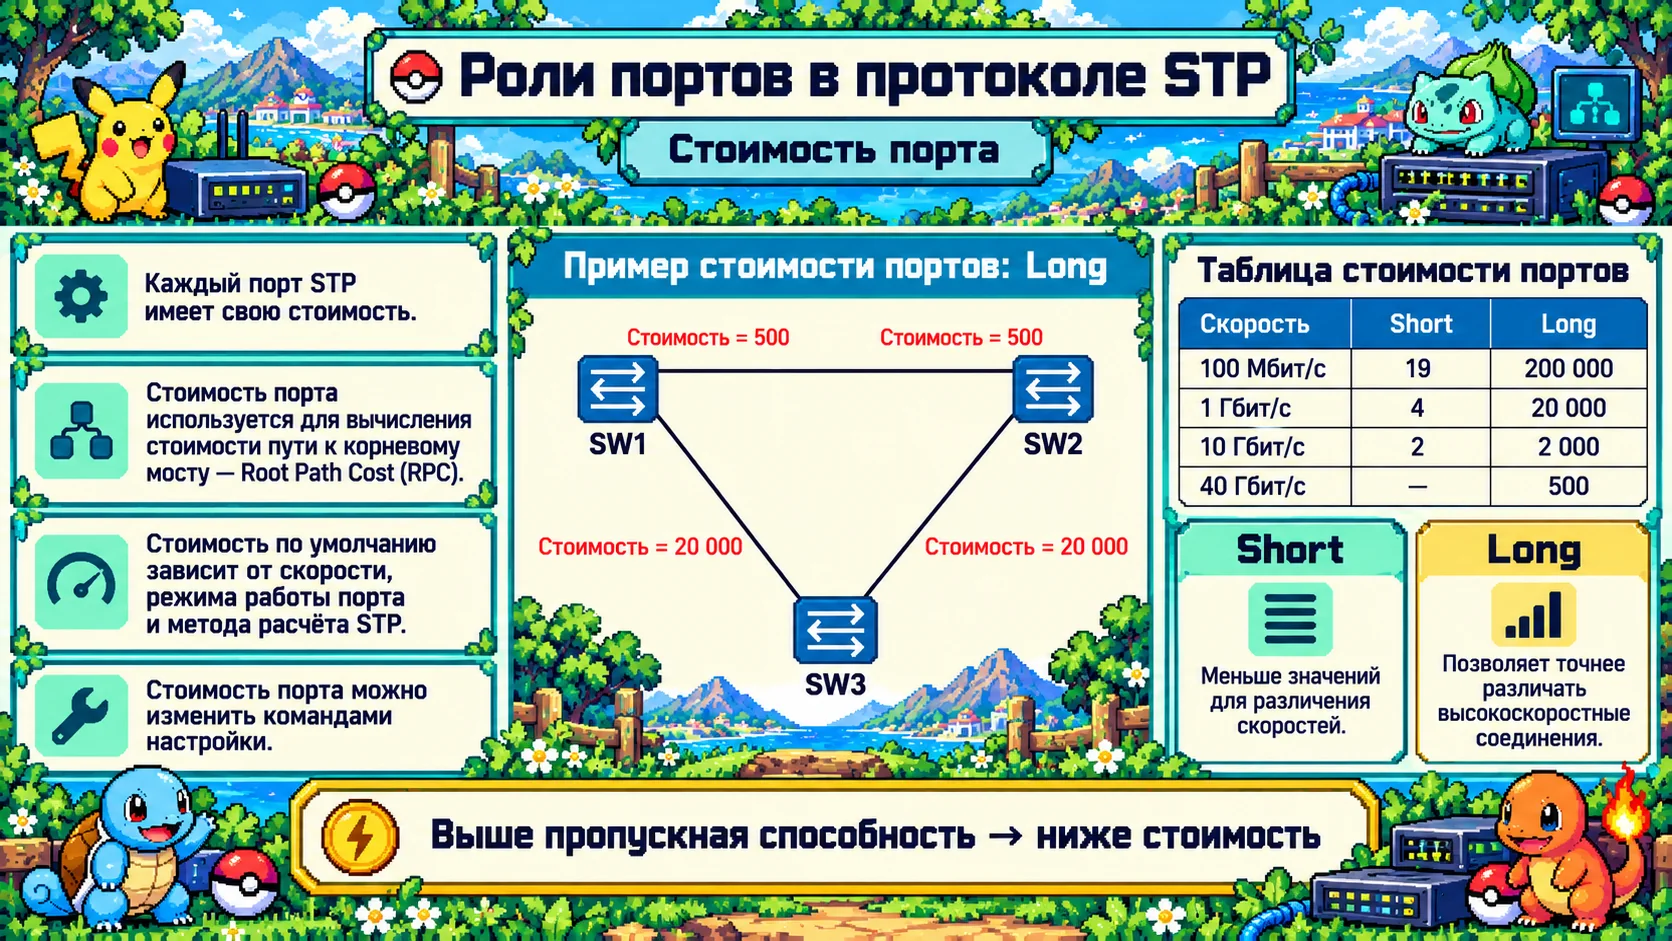 Роли портов в протоколе STP
Стоимость порта
Каждый порт STP
имеет свою стоимость.
Стоимость порта
используется для вычисления
стоимости пути к корневому
мосту — Root Path Cost (RPC).
Стоимость по умолчанию
зависит от скорости,
режима работы порта
и метода расчёта STP.
Стоимость порта можно
изменить командами
настройки.
Пример стоимости портов: Long
Стоимость = 500 Стоимость = 500
SW1 SW2
Стоимость = 20 000 Стоимость = 20 000
SW3
Таблица стоимости портов
Скорость Short Long
100 Мбит/с 19 200 000
1 Гбит/с 4 20 000
10 Гбит/с 2 2 000
40 Гбит/с — 500
Short
Меньше значений
для различения
скоростей.
Long
Позволяет точнее
различать
высокоскоростные
соединения.
Выше пропускная способность → ниже стоимость